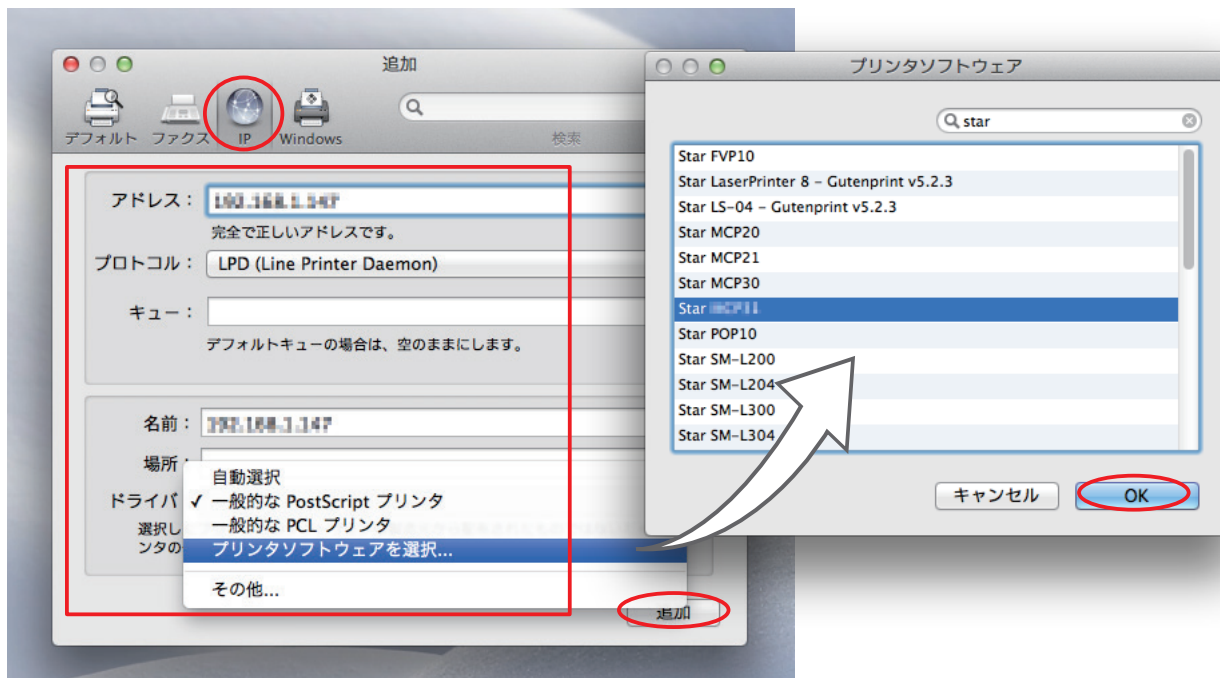 追加
デフォルト
ファクス
IP
Windows
検索
アドレス：
完全で正しいアドレスです。
プロトコル：
LPD (Line Printer Daemon)
キュー：
デフォルトキューの場合は、空のままにします。
名前：
場所：
ドライバ
選択し
ンタの
自動選択
✓ 一般的な PostScript プリンタ
一般的な PCL プリンタ
プリンタソフトウェアを選択...
その他...
追加
プリンタソフトウェア
star
Star FVP10
Star LaserPrinter 8 – Gutenprint v5.2.3
Star LS-04 – Gutenprint v5.2.3
Star MCP20
Star MCP21
Star MCP30
Star
Star POP10
Star SM-L200
Star SM-L204
Star SM-L300
Star SM-L304
キャンセル
OK